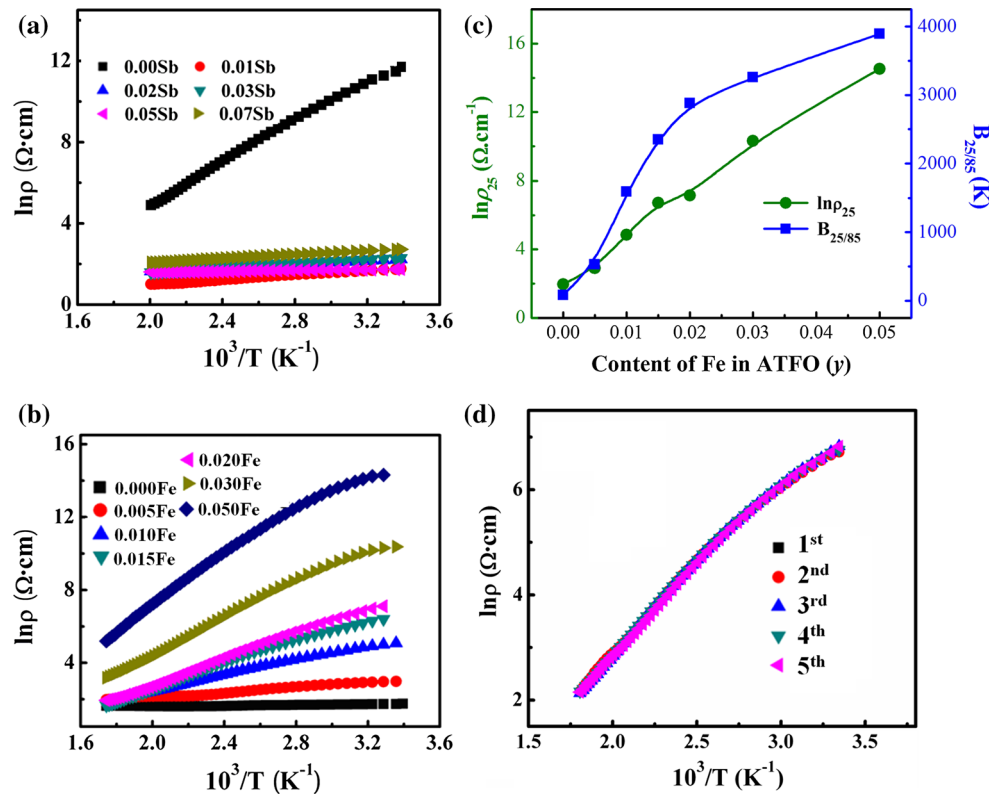 (a)
lnρ (Ω·cm)
12
8
4
0
0.00Sb 0.01Sb
0.02Sb 0.03Sb
0.05Sb 0.07Sb
1.6 2.0 2.4 2.8 3.2 3.6
10³/T (K⁻¹)
(c)
lnρ₂₅ (Ω.cm⁻¹)
16
12
8
4
0
lnρ₂₅
B₂₅/₈₅
4000
3000
2000
1000
0
B₂₅/₈₅ (K)
0.00 0.01 0.02 0.03 0.04 0.05
Content of Fe in ATFO (y)
(b)
lnρ (Ω·cm)
16
12
8
4
0.000Fe
0.005Fe
0.010Fe
0.015Fe
0.020Fe
0.030Fe
0.050Fe
1.6 2.0 2.4 2.8 3.2 3.6
10³/T (K⁻¹)
(d)
lnρ (Ω·cm)
6
4
2
1ˢᵗ
2ⁿᵈ
3ʳᵈ
4ᵗʰ
5ᵗʰ
1.5 2.0 2.5 3.0 3.5
10³/T (K⁻¹)